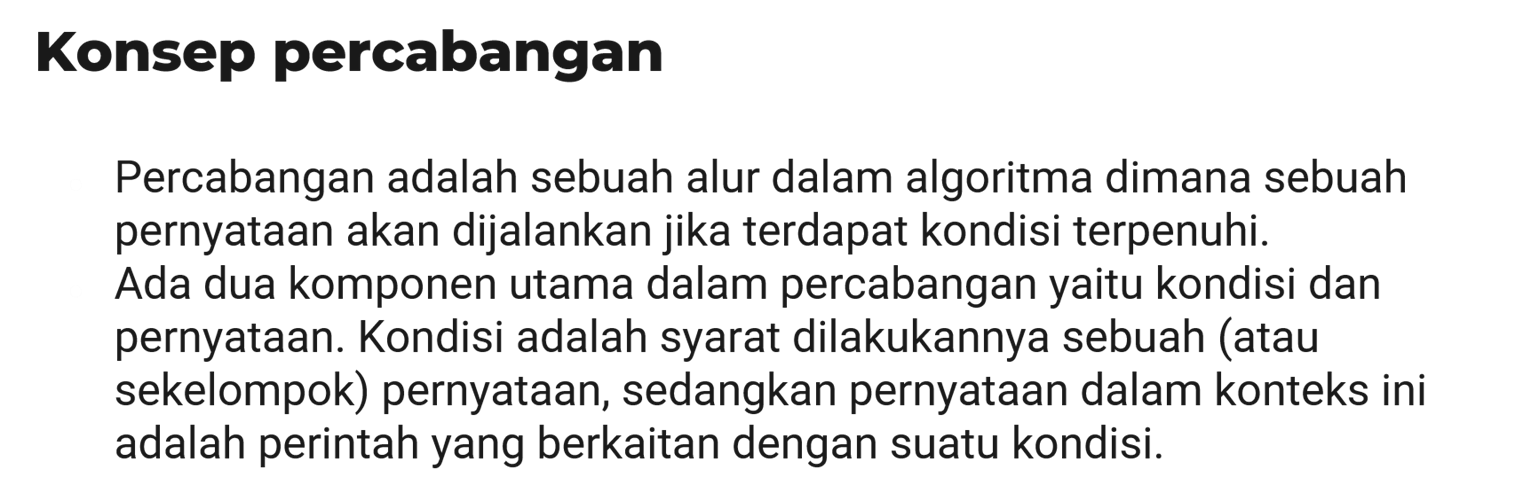 Konsep percabangan
Percabangan adalah sebuah alur dalam algoritma dimana sebuah
pernyataan akan dijalankan jika terdapat kondisi terpenuhi.
Ada dua komponen utama dalam percabangan yaitu kondisi dan
pernyataan. Kondisi adalah syarat dilakukannya sebuah (atau
sekelompok) pernyataan, sedangkan pernyataan dalam konteks ini
adalah perintah yang berkaitan dengan suatu kondisi.